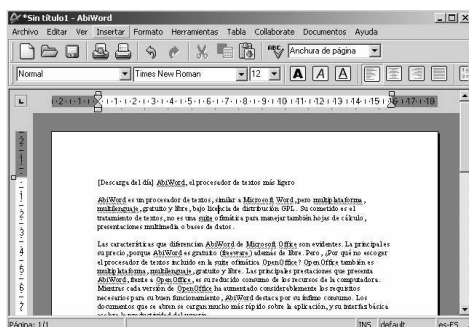 *Sin título1 - AbiWord
Archivo Editar Ver Insertar Formato Herramientas Tabla Collaborate Documentos Ayuda
Anchura de página
Normal Times New Roman 12 A A A
[Descarga del día] AbiWord, el procesador de textos más ligero
AbiWord es un procesador de textos, similar a Microsoft Word, pero multiplataforma,
multilenguaje, gratuito y libre, bajo licencia de distribución GPL. Su cometido es el
tratamiento de textos, no es una suite ofimática para manejar también hojas de cálculo,
presentaciones multimedia o bases de datos.
Las características que diferencian AbiWord de Microsoft Office son evidentes. La principal es
su precio, porque AbiWord es gratuito (freeware) además de libre. Pero, ¿Por qué no escoger
el procesador de textos incluido en la suite ofimática OpenOffice? OpenOffice también es
multiplataforma, multilenguaje, gratuito y libre. Las principales prestaciones que presenta
AbiWord, frente a OpenOffice, es su reducido consumo de los recursos de la computadora.
Mientras cada versión de OpenOffice ha aumentado considerablemente los requisitos
necesarios para su buen funcionamiento, AbiWord destaca por su ínfimo consumo. Los
documentos que se abren se cargan mucho más rápido sobre la aplicación, y su interfaz básica
Página: 1/1 INS default es-ES